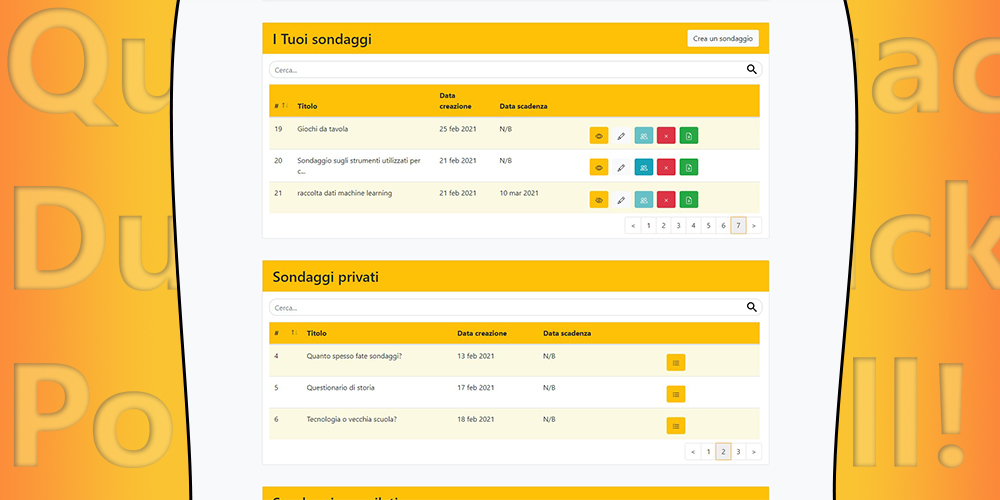 Qu
ac
Du
ck
Po
ll!
I Tuoi sondaggi
Crea un sondaggio
Cerca...
# Titolo Data creazione Data scadenza
19 Giochi da tavola 25 feb 2021 N/B
20 Sondaggio sugli strumenti utilizzati per c... 21 feb 2021 N/B
21 raccolta dati machine learning 21 feb 2021 10 mar 2021
< 1 2 3 4 5 6 7 >
Sondaggi privati
Cerca...
# Titolo Data creazione Data scadenza
4 Quanto spesso fate sondaggi? 13 feb 2021 N/B
5 Questionario di storia 17 feb 2021 N/B
6 Tecnologia o vecchia scuola? 18 feb 2021 N/B
< 1 2 3 >